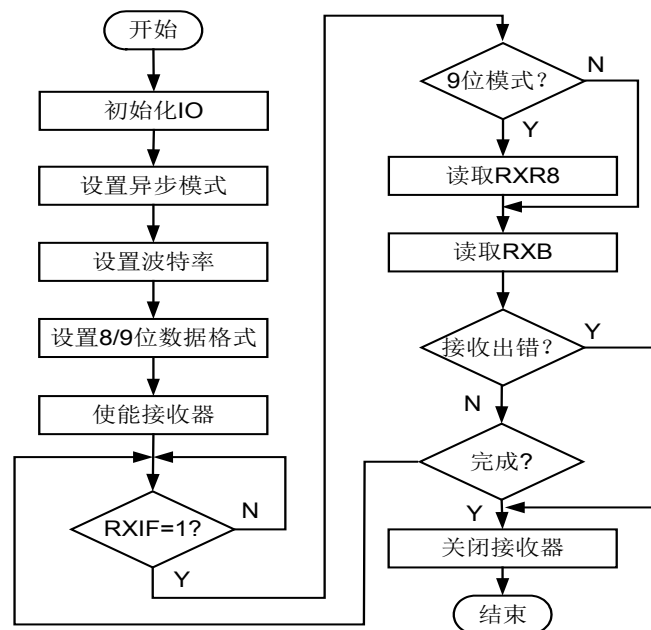 开始
初始化IO
设置异步模式
设置波特率
设置8/9位数据格式
使能接收器
RXIF=1?
N
Y
9位模式?
N
Y
读取RXR8
读取RXB
接收出错?
Y
N
完成?
Y
关闭接收器
结束